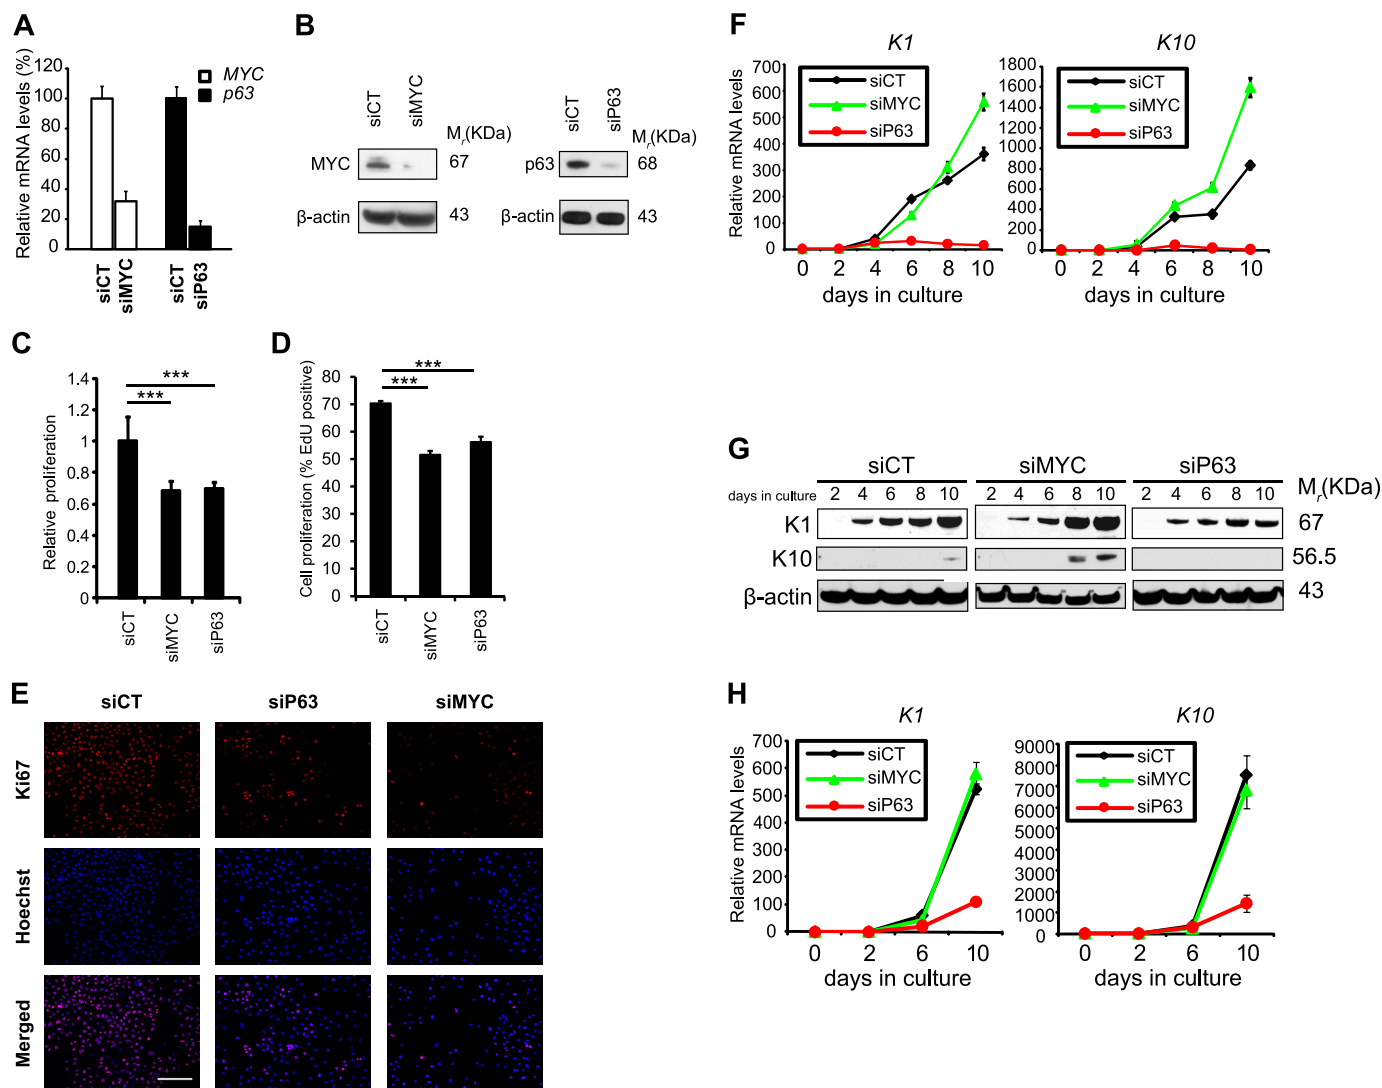 A
Relative mRNA levels (%)
120
100
80
60
40
20
0
MYC
p63
siCT
siMYC
siCT
siP63
B
siCT
siMYC
Mr(KDa)
MYC
67
β-actin
43
siCT
siP63
Mr(KDa)
p63
68
β-actin
43
C
Relative proliferation
1.4
1.2
1
0.8
0.6
0.4
0.2
0
***
***
siCT
siMYC
siP63
D
Cell proliferation (% EdU positive)
80
70
60
50
40
30
20
10
0
***
***
siCT
siMYC
siP63
E
siCT siP63 siMYC
Ki67
Hoechst
Merged
F
K1
Relative mRNA levels
700
600
500
400
300
200
100
0
siCT
siMYC
siP63
0 2 4 6 8 10
days in culture
K10
1800
1600
1400
1200
1000
800
600
400
200
0
siCT
siMYC
siP63
0 2 4 6 8 10
days in culture
G
siCT siMYC siP63
days in culture 2 4 6 8 10 2 4 6 8 10 2 4 6 8 10 Mr(KDa)
K1 67
K10 56.5
β-actin 43
H
K1
Relative mRNA levels
700
600
500
400
300
200
100
0
siCT
siMYC
siP63
0 2 6 10
days in culture
K10
9000
8000
7000
6000
5000
4000
3000
2000
1000
0
siCT
siMYC
siP63
0 2 6 10
days in culture